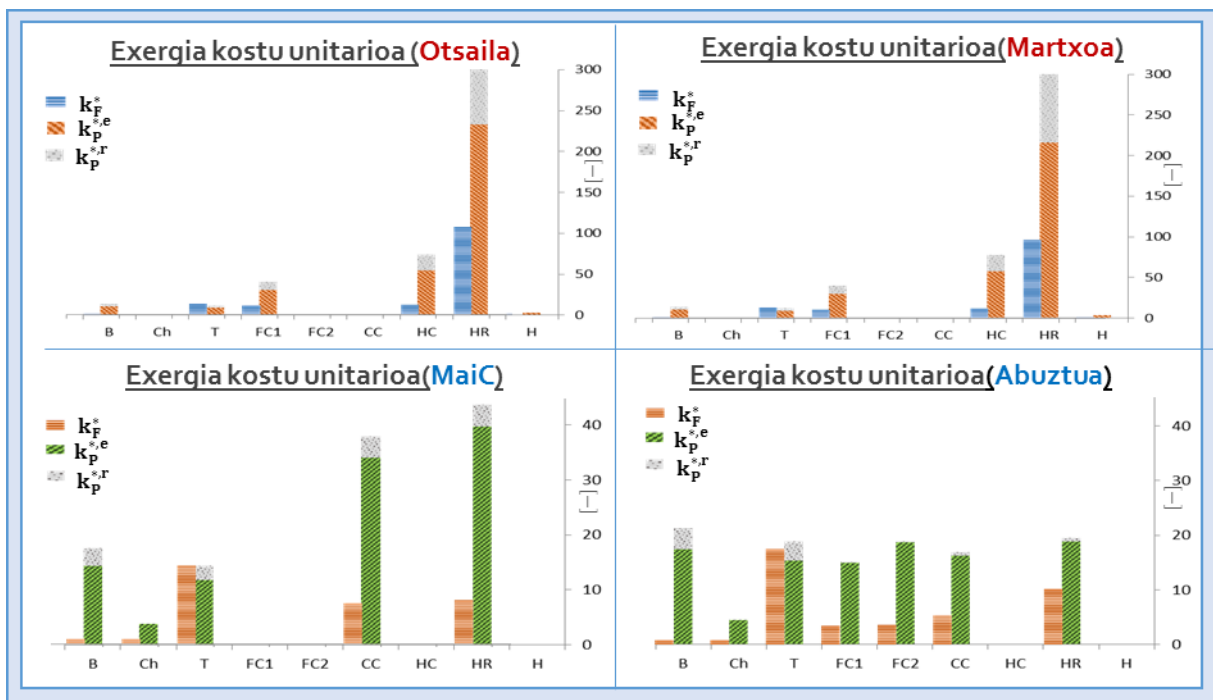 Exergia kostu unitarioa (Otsaila)
k*F
k*,eP
k*,rP
300
250
200
150
100
50
0
[−]
B Ch T FC1 FC2 CC HC HR H
Exergia kostu unitarioa(Martxoa)
k*F
k*,eP
k*,rP
300
250
200
150
100
50
0
[−]
B Ch T FC1 FC2 CC HC HR H
Exergia kostu unitarioa(MaiC)
k*F
k*,eP
k*,rP
40
30
20
10
0
[−]
B Ch T FC1 FC2 CC HC HR H
Exergia kostu unitarioa(Abuztua)
k*F
k*,eP
k*,rP
40
30
20
10
0
[−]
B Ch T FC1 FC2 CC HC HR H